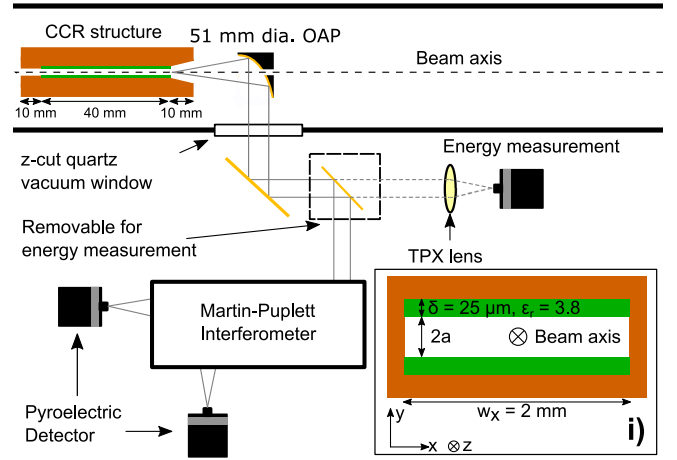 CCR structure
51 mm dia. OAP
Beam axis
10 mm
40 mm
10 mm
z-cut quartz
vacuum window
Energy measurement
Removable for
energy measurement
TPX lens
Martin-Puplett
Interferometer
Pyroelectric
Detector
δ = 25 μm, εr = 3.8
2a
⊗ Beam axis
wx = 2 mm
y
x ⊗ z
i)